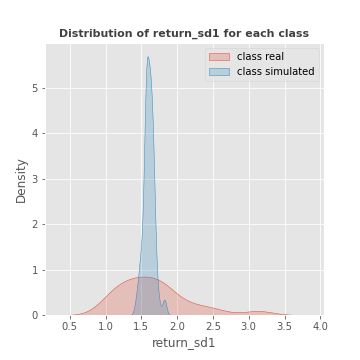 Distribution of return_sd1 for each class
class real
class simulated
5
4
3
2
1
0
Density
0.5 1.0 1.5 2.0 2.5 3.0 3.5 4.0
return_sd1